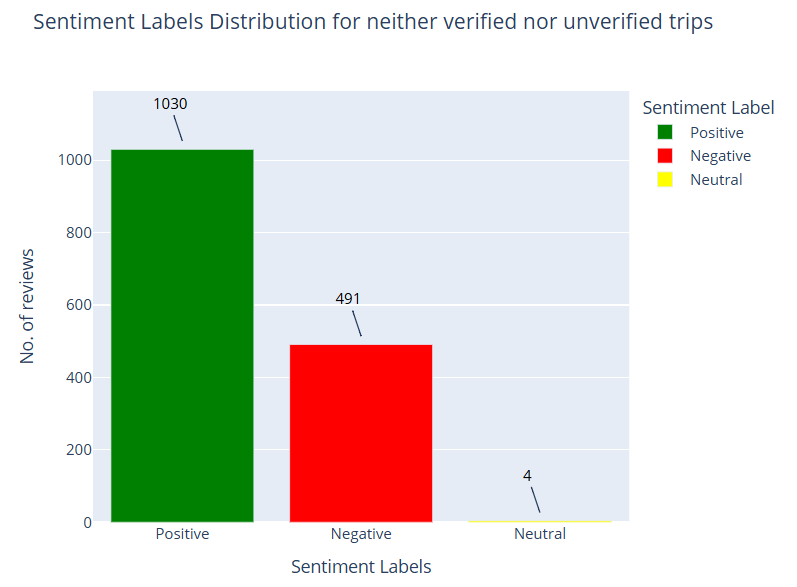 Sentiment Labels Distribution for neither verified nor unverified trips
1030
491
4
No. of reviews
1000
800
600
400
200
0
Positive
Negative
Neutral
Sentiment Labels
Sentiment Label
Positive
Negative
Neutral